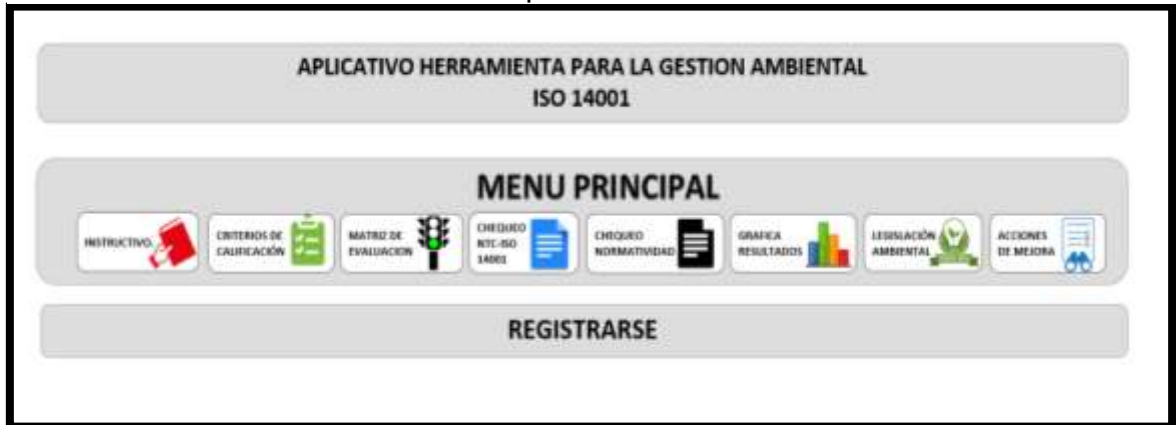 APLICATIVO HERRAMIENTA PARA LA GESTION AMBIENTAL
ISO 14001
MENU PRINCIPAL
INSTRUCTIVO
CRITERIOS DE
CALIFICACIÓN
MATRIZ DE
EVALUACION
CHEQUEO
NTC-ISO
14001
CHEQUEO
NORMATIVIDAD
GRAFICA
RESULTADOS
LEGISLACIÓN
AMBIENTAL
ACCIONES
DE MEJORA
REGISTRARSE